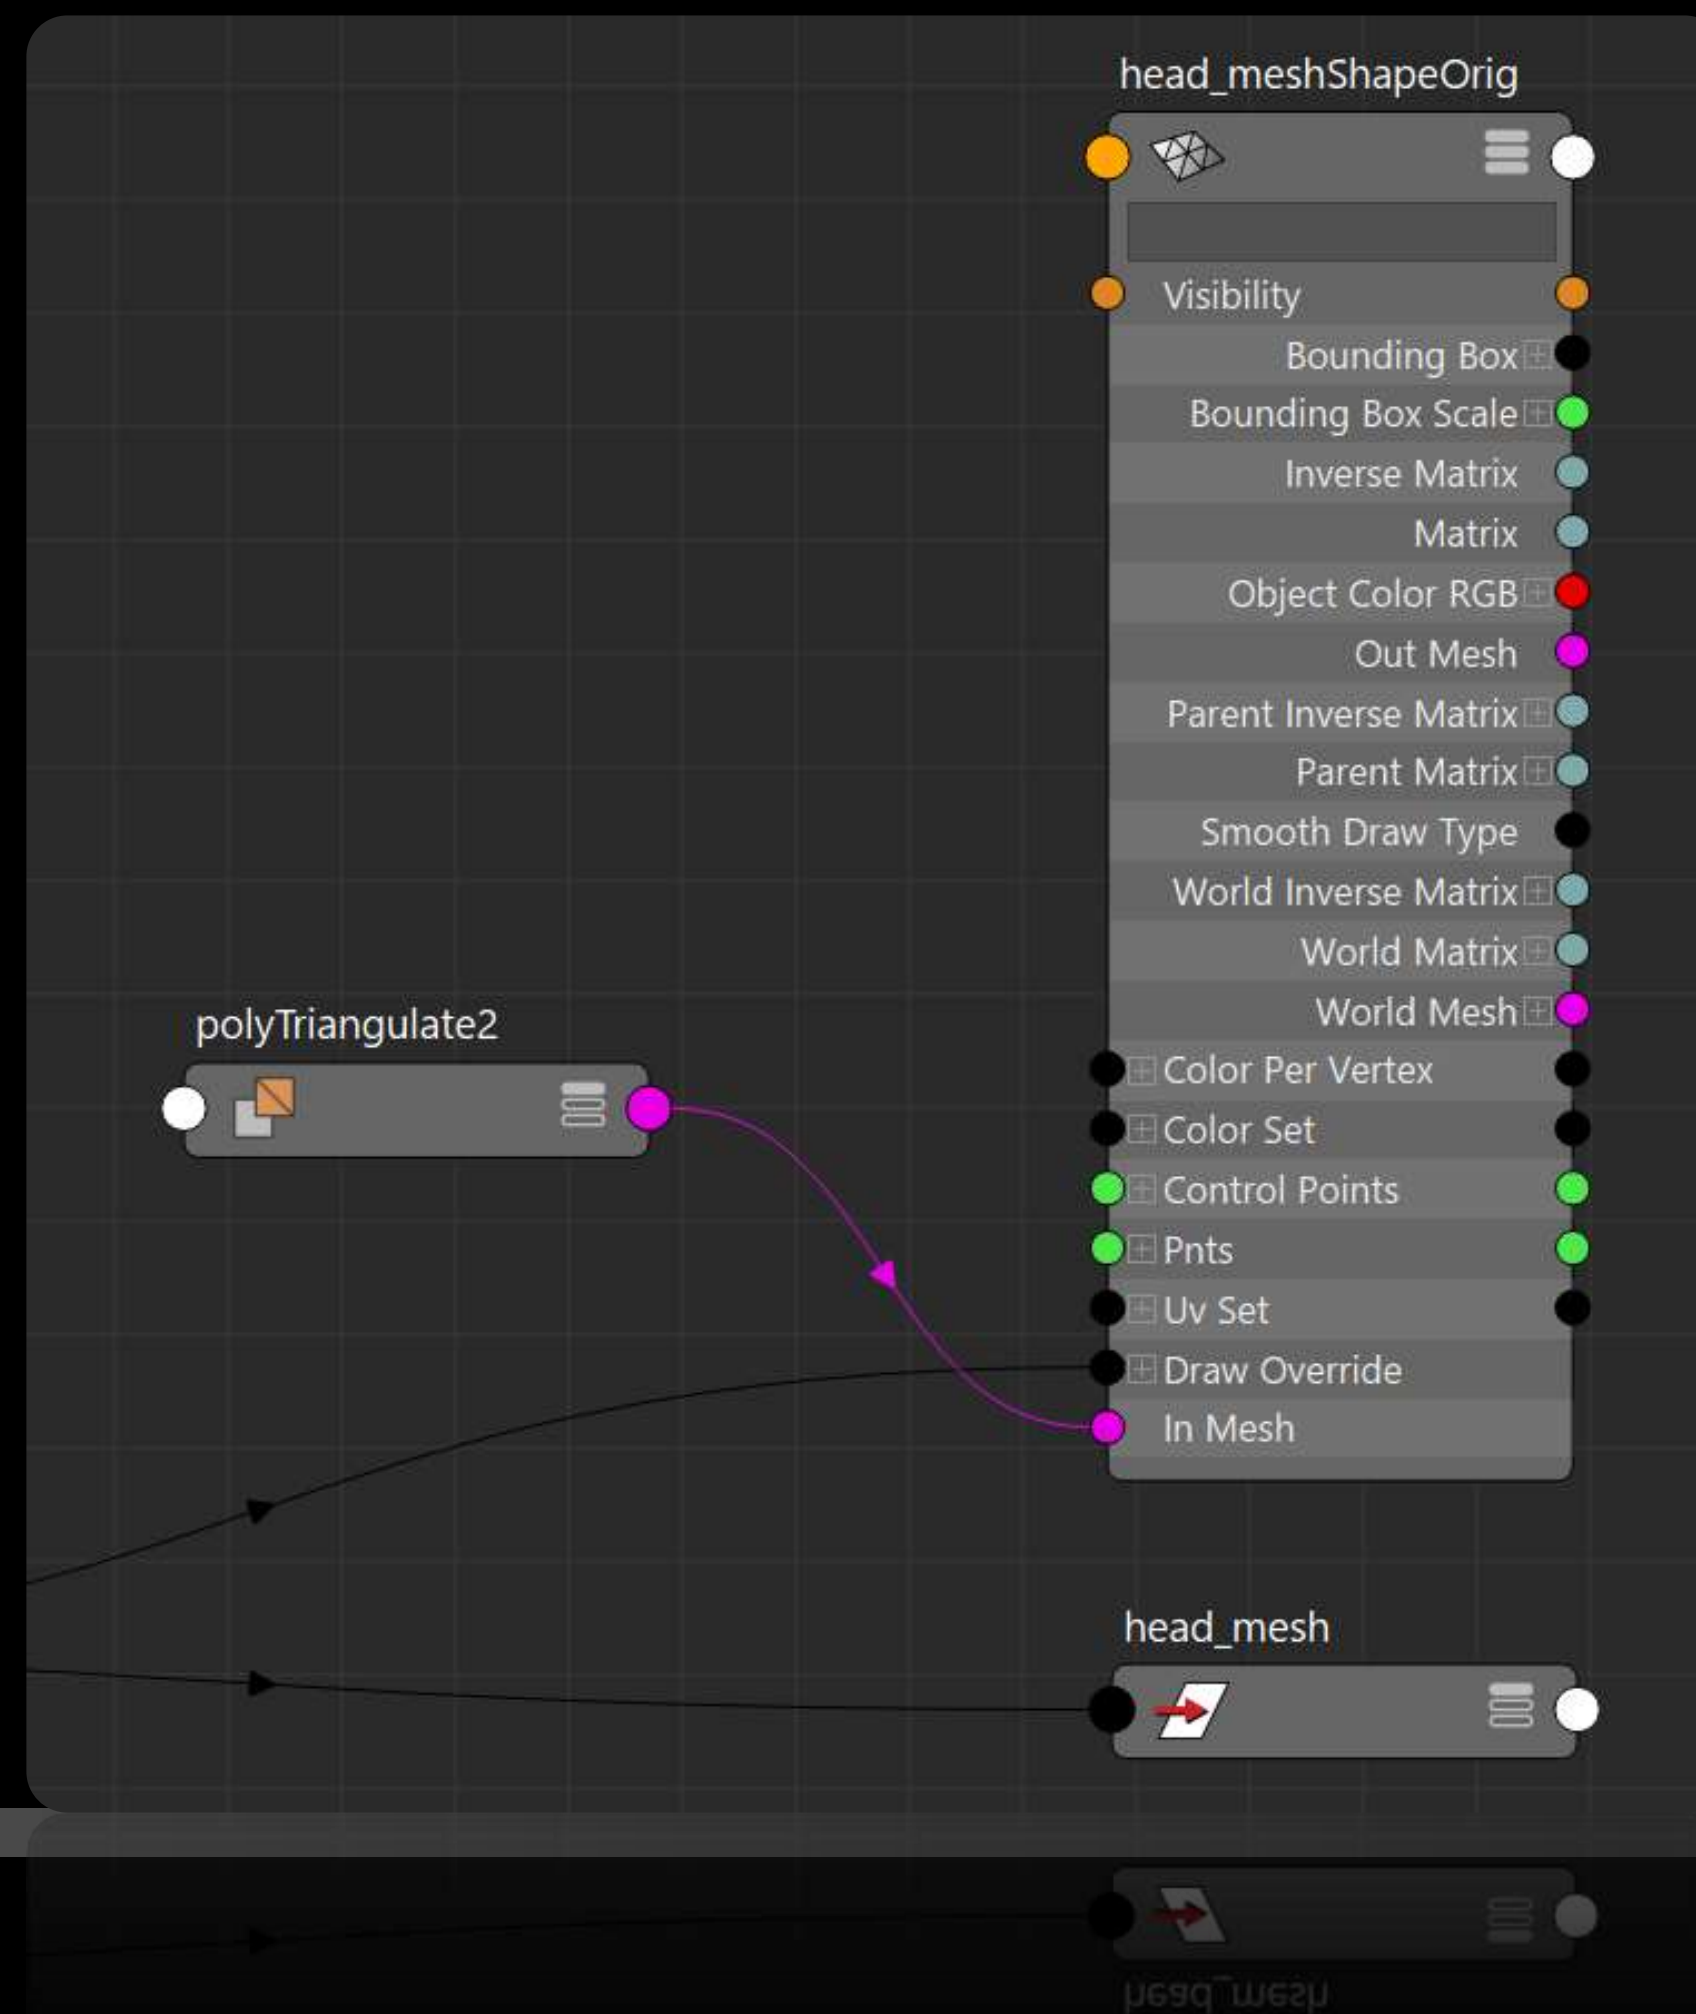 head_meshShapeOrig
Visibility
Bounding Box
Bounding Box Scale
Inverse Matrix
Matrix
Object Color RGB
Out Mesh
Parent Inverse Matrix
Parent Matrix
Smooth Draw Type
World Inverse Matrix
World Matrix
World Mesh
polyTriangulate2
Color Per Vertex
Color Set
Control Points
Pnts
Uv Set
Draw Override
In Mesh
head_mesh
head_mesh